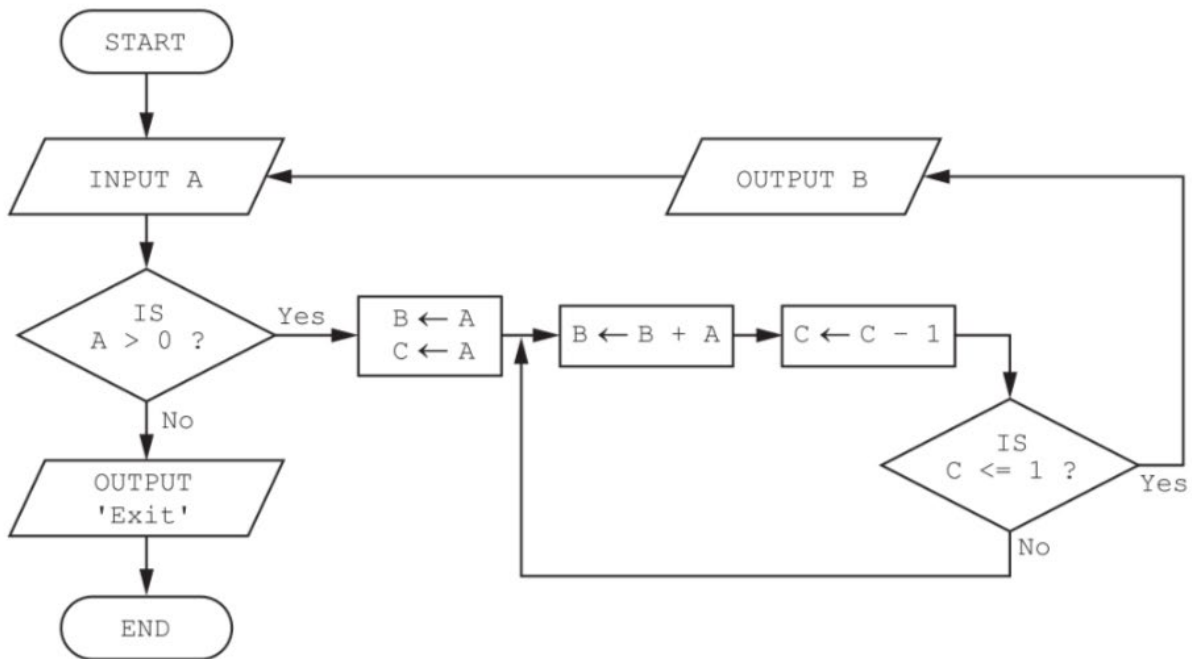 START
INPUT A
OUTPUT B
IS
A > 0 ?
Yes
B ← A
C ← A
B ← B + A
C ← C - 1
IS
C <= 1 ?
Yes
No
No
OUTPUT
'Exit'
END